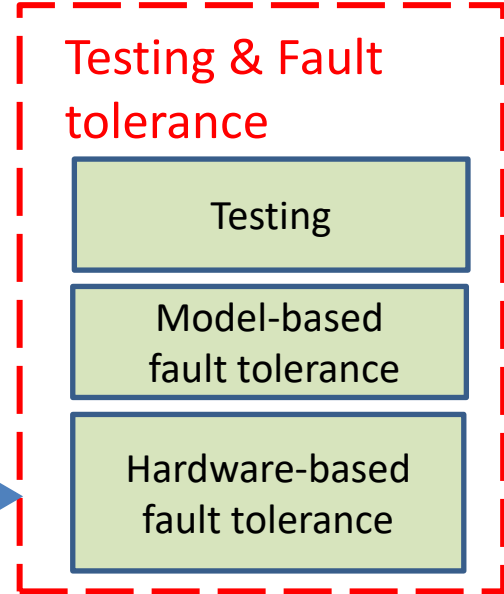 Testing & Fault
tolerance
Testing
Model-based
fault tolerance
Hardware-based
fault tolerance